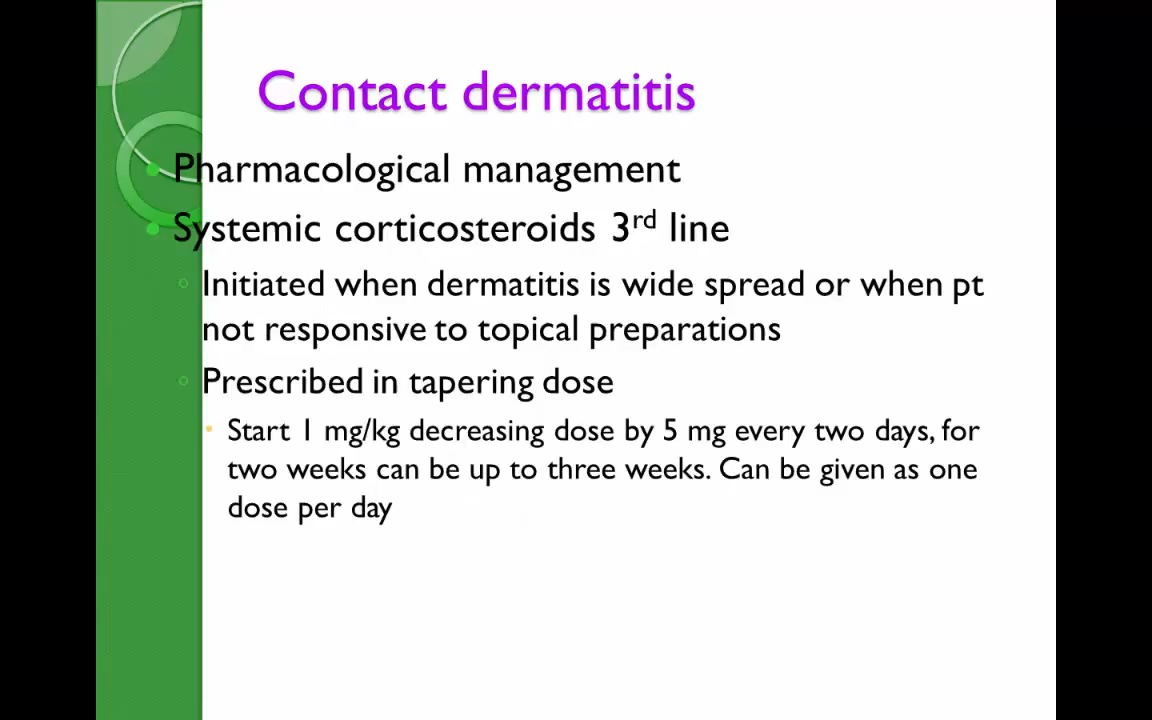 Contact dermatitis
Pharmacological management
Systemic corticosteroids 3rd line
Initiated when dermatitis is wide spread or when pt
not responsive to topical preparations
Prescribed in tapering dose
Start 1 mg/kg decreasing dose by 5 mg every two days, for
two weeks can be up to three weeks. Can be given as one
dose per day